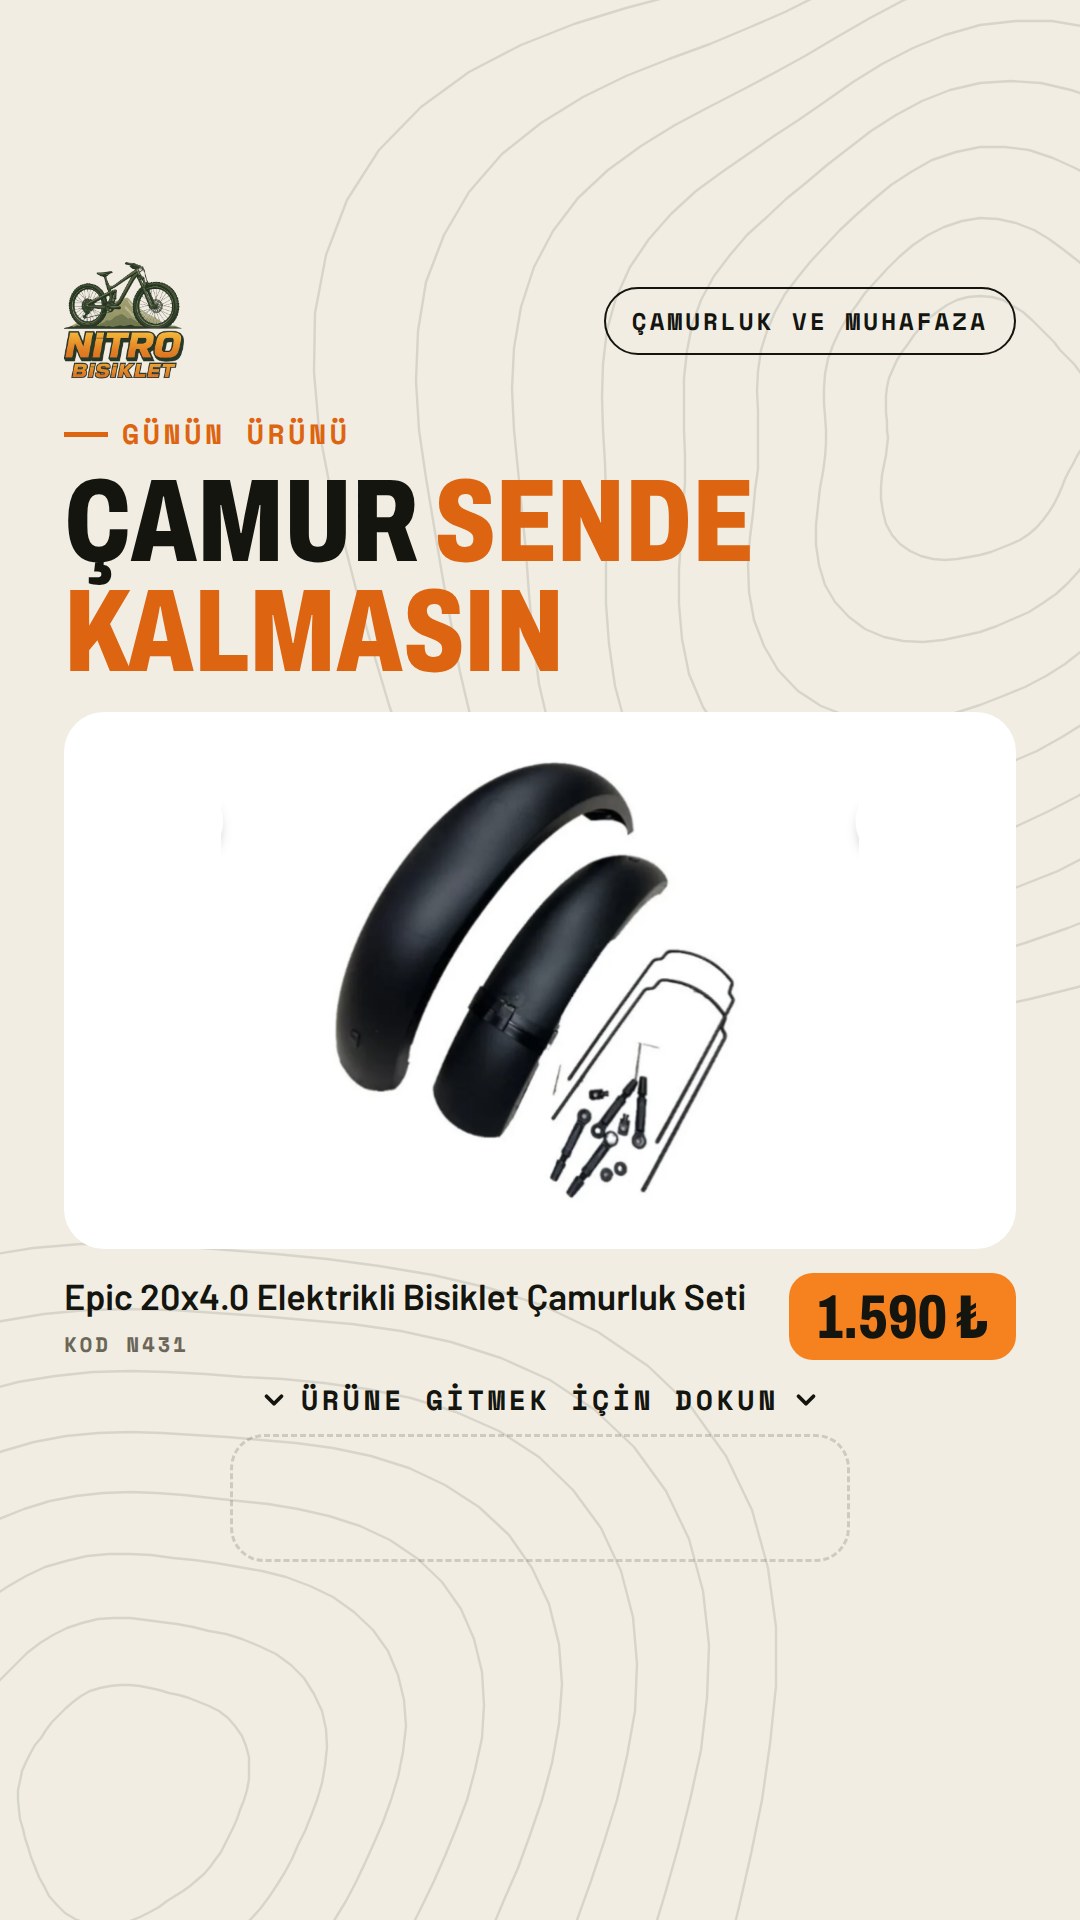 NiTRO
BISIKLET
ÇAMURLUK VE MUHAFAZA
GÜNÜN ÜRÜNÜ
ÇAMUR SENDE
KALMASIN
Epic 20x4.0 Elektrikli Bisiklet Çamurluk Seti
1.590 ₺
KOD N431
ÜRÜNE GİTMEK İÇİN DOKUN